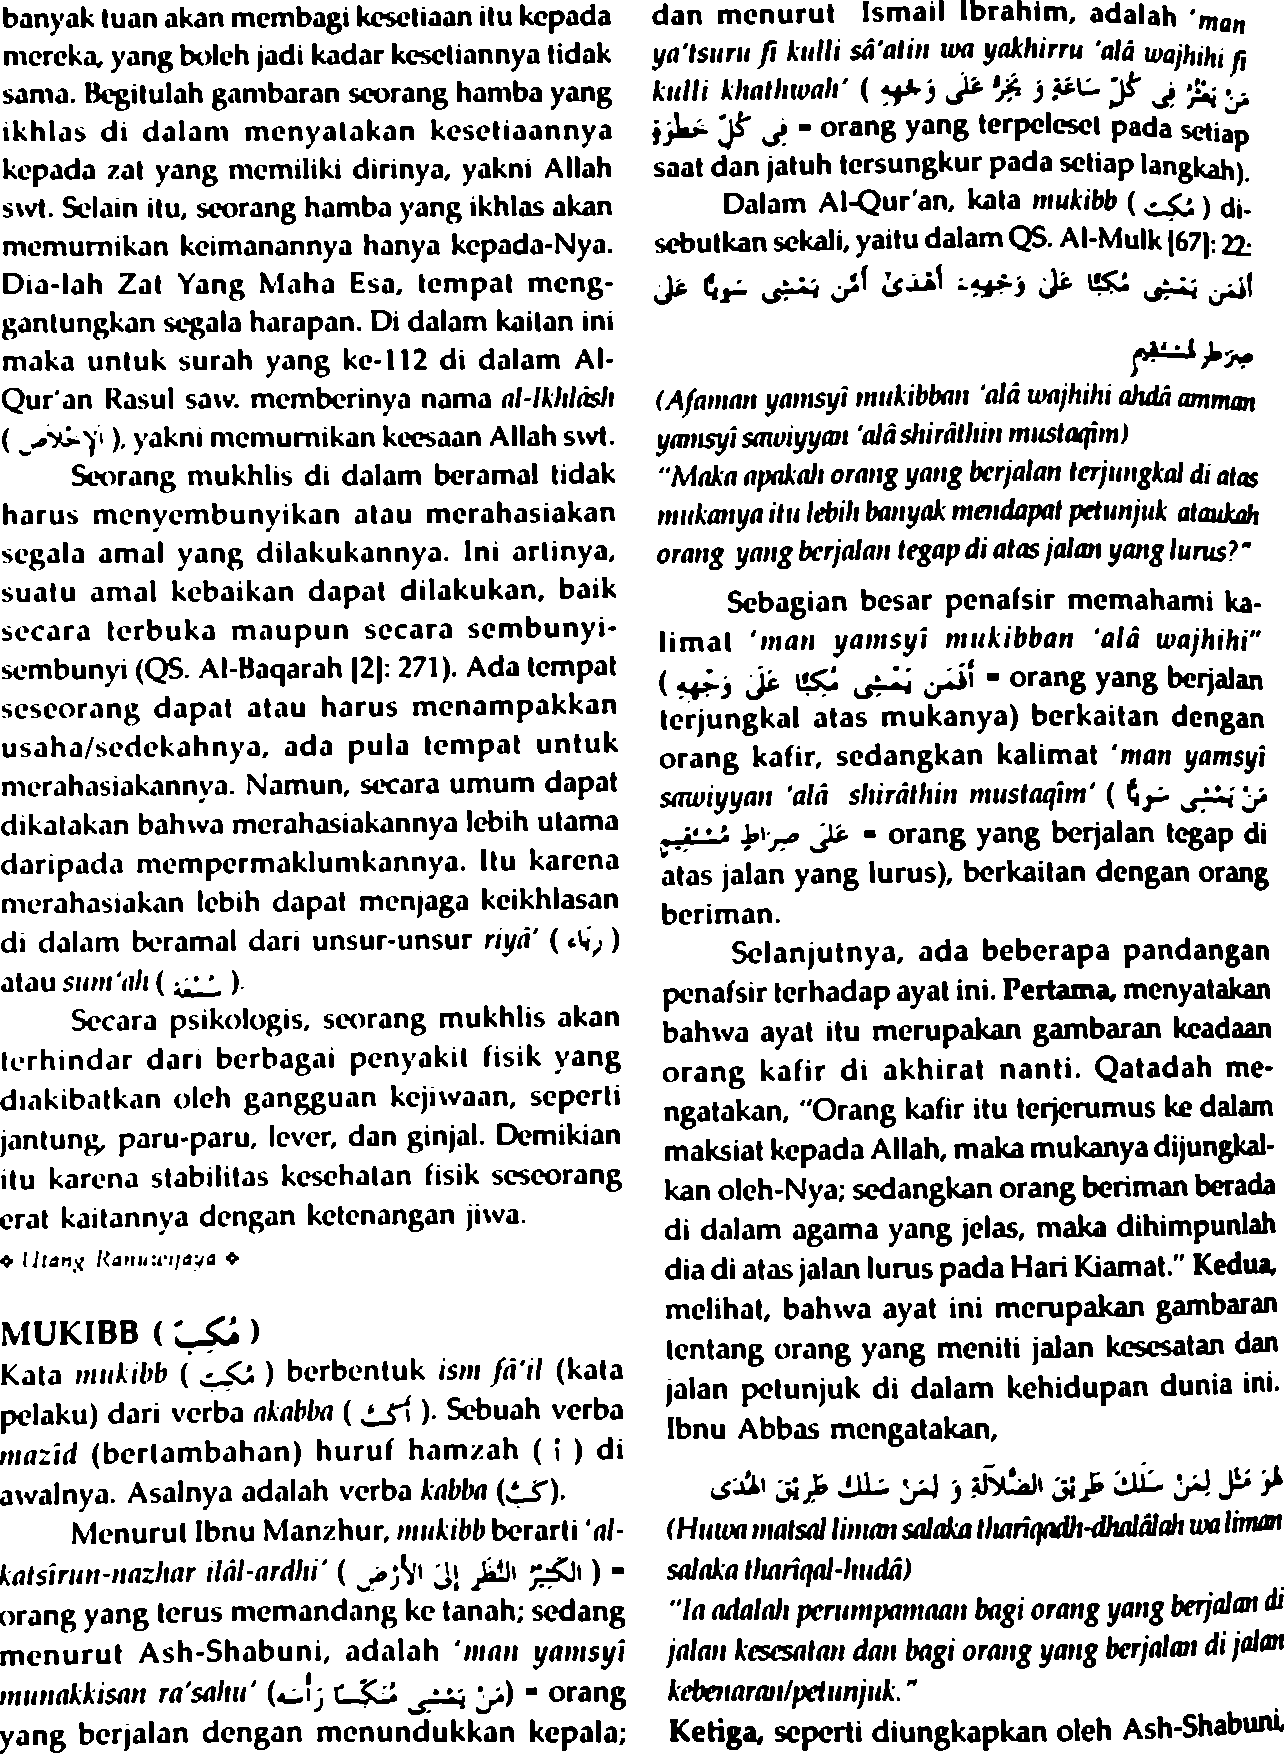 banyak tuan akan membagi kesetiaan itu kepada
mereka, yang boleh jadi kadar kesetiannya tidak
sama. Begitulah gambaran seorang hamba yang
ikhlas di dalam menyatakan kesetiaannya
kepada zat yang memiliki dirinya, yakni Allah
swt. Selain itu, seorang hamba yang ikhlas akan
memurnikan keimanannya hanya kepada-Nya.
Dia-lah Zat Yang Maha Esa, tempat meng-
gantungkan segala harapan. Di dalam kaitan ini
maka untuk surah yang ke-112 di dalam Al-
Qur'an Rasul saw. memberinya nama al-Ikhlâsh
( الإخلاص ), yakni memurnikan keesaan Allah swt.
Seorang mukhlis di dalam beramal tidak
harus menyembunyikan atau merahasiakan
segala amal yang dilakukannya. Ini artinya,
suatu amal kebaikan dapat dilakukan, baik
secara terbuka maupun secara sembunyi-
sembunyi (QS. Al-Baqarah [2]: 271). Ada tempat
seseorang dapat atau harus menampakkan
usaha/sedekahnya, ada pula tempat untuk
merahasiakannya. Namun, secara umum dapat
dikatakan bahwa merahasiakannya lebih utama
daripada mempermaklumkannya. Itu karena
merahasiakan lebih dapat menjaga keikhlasan
di dalam beramal dari unsur-unsur riyâ' ( رِيَاء )
atau sum'ah ( سُمْعَة ).
Secara psikologis, seorang mukhlis akan
terhindar dari berbagai penyakit fisik yang
diakibatkan oleh gangguan kejiwaan, seperti
jantung, paru-paru, lever, dan ginjal. Demikian
itu karena stabilitas kesehatan fisik seseorang
erat kaitannya dengan ketenangan jiwa.
❖ Utang Ranuwijaya ❖
MUKIBB ( مُكِبّ )
Kata mukibb ( مُكِبّ ) berbentuk ism fâ'il (kata
pelaku) dari verba akabba ( أَكَبَّ ). Sebuah verba
mazîd (bertambahan) huruf hamzah ( أ ) di
awalnya. Asalnya adalah verba kabba (كَبَّ).
Menurut Ibnu Manzhur, mukibb berarti 'al-
katsîrun-nazhar ilâl-ardhi' ( الْكَثِيْرُ النَّظَرِ إِلَى الْأَرْضِ ) =
orang yang terus memandang ke tanah; sedang
menurut Ash-Shabuni, adalah 'man yamsyî
munakkisan ra'sahu' (مَنْ يَمْشِى مُنَكِّسًا رَأْسَهُ) = orang
yang berjalan dengan menundukkan kepala;
dan menurut Ismail Ibrahim, adalah 'man
ya'tsuru fî kulli sâ'atin wa yakhirru 'alâ wajhihi fî
kulli khathwah' ( مَنْ يَعْثُرُ فِى كُلِّ سَاعَةٍ وَ يَخِرُّ عَلَى وَجْهِهِ
فِى كُلِّ خَطْوَةٍ = orang yang terpeleset pada setiap
saat dan jatuh tersungkur pada setiap langkah).
Dalam Al-Qur'an, kata mukibb ( مُكِبّ ) di-
sebutkan sekali, yaitu dalam QS. Al-Mulk [67]: 22:
أَفَمَن يَمْشِى مُكِبًّا عَلَىٰ وَجْهِهِۦٓ أَهْدَىٰٓ أَمَّن يَمْشِى سَوِيًّا عَلَىٰ
صِرَٰطٍ مُّسْتَقِيمٍ
(Afaman yamsyî mukibban 'alâ wajhihi ahdâ amman
yamsyî sawiyyan 'alâ shirâthin mustaqîm)
"Maka apakah orang yang berjalan terjungkal di atas
mukanya itu lebih banyak mendapat petunjuk ataukah
orang yang berjalan tegap di atas jalan yang lurus?"
Sebagian besar penafsir memahami ka-
limat 'man yamsyî mukibban 'alâ wajhihi"
( أَفَمَن يَمْشِى مُكِبًّا عَلَى وَجْهِهِ = orang yang berjalan
terjungkal atas mukanya) berkaitan dengan
orang kafir, sedangkan kalimat 'man yamsyî
sawiyyan 'alâ shirâthin mustaqîm' ( مَنْ يَمْشِى سَوِيًّا
عَلَى صِرَاطٍ مُسْتَقِيمٍ = orang yang berjalan tegap di
atas jalan yang lurus), berkaitan dengan orang
beriman.
Selanjutnya, ada beberapa pandangan
penafsir terhadap ayat ini. Pertama, menyatakan
bahwa ayat itu merupakan gambaran keadaan
orang kafir di akhirat nanti. Qatadah me-
ngatakan, "Orang kafir itu terjerumus ke dalam
maksiat kepada Allah, maka mukanya dijungkal-
kan oleh-Nya; sedangkan orang beriman berada
di dalam agama yang jelas, maka dihimpunlah
dia di atas jalan lurus pada Hari Kiamat." Kedua,
melihat, bahwa ayat ini merupakan gambaran
tentang orang yang meniti jalan kesesatan dan
jalan petunjuk di dalam kehidupan dunia ini.
Ibnu Abbas mengatakan,
هُوَ مَثَلٌ لِمَنْ سَلَكَ طَرِيْقَ الضَّلَالَةِ وَ لِمَنْ سَلَكَ طَرِيْقَ الْهُدَى
(Huwa matsal liman salaka tharîqadh-dhalâlah wa liman
salaka tharîqal-hudâ)
"Ia adalah perumpamaan bagi orang yang berjalan di
jalan kesesatan dan bagi orang yang berjalan di jalan
kebenaran/petunjuk."
Ketiga, seperti diungkapkan oleh Ash-Shabuni,